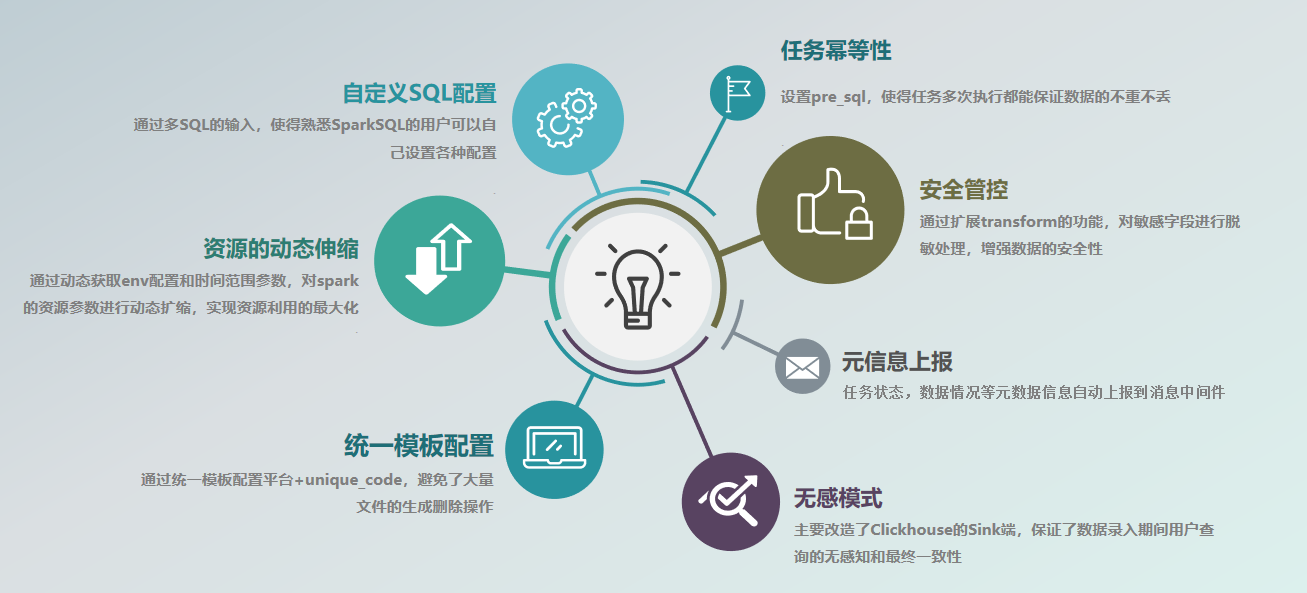 自定义SQL配置
通过多SQL的输入，使得熟悉SparkSQL的用户可以自
己设置各种配置
资源的动态伸缩
通过动态获取env配置和时间范围参数，对spark
的资源参数进行动态扩缩，实现资源利用的最大化
统一模板配置
通过统一模板配置平台+unique_code，避免了大量
文件的生成删除操作
任务幂等性
设置pre_sql，使得任务多次执行都能保证数据的不重不丢
安全管控
通过扩展transform的功能，对敏感字段进行脱
敏处理，增强数据的安全性
元信息上报
任务状态，数据情况等元数据信息自动上报到消息中间件
无感模式
主要改造了Clickhouse的Sink端，保证了数据录入期间用户查
询的无感知和最终一致性